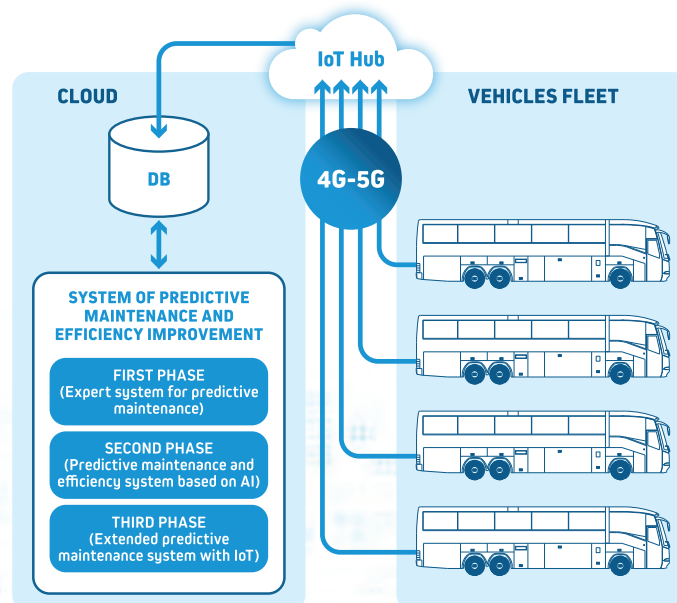 IoT Hub
CLOUD
VEHICLES FLEET
DB
4G-5G
SYSTEM OF PREDICTIVE
MAINTENANCE AND
EFFICIENCY IMPROVEMENT
FIRST PHASE
(Expert system for predictive
maintenance)
SECOND PHASE
(Predictive maintenance and
efficiency system based on AI)
THIRD PHASE
(Extended predictive
maintenance system with IoT)